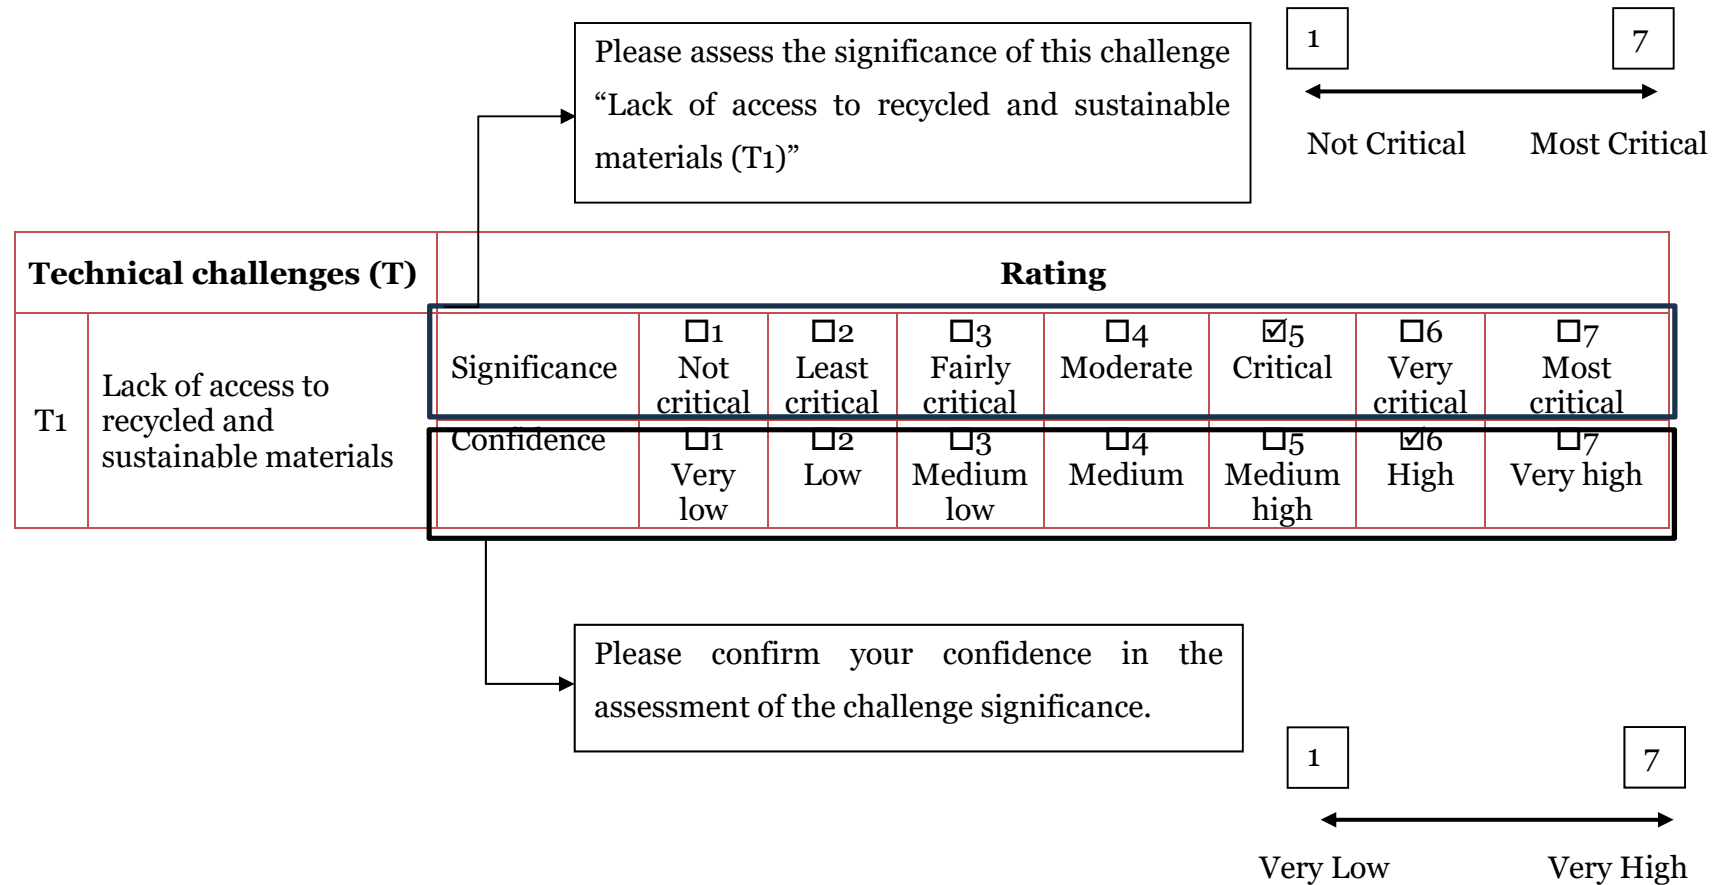 Please assess the significance of this challenge
“Lack of access to recycled and sustainable
materials (T1)”
1
7
Not Critical
Most Critical
Technical challenges (T)
Rating
T1
Lack of access to
recycled and
sustainable materials
Significance
☐1
Not
critical
☐2
Least
critical
☐3
Fairly
critical
☐4
Moderate
☑5
Critical
☐6
Very
critical
☐7
Most
critical
Confidence
☐1
Very
low
☐2
Low
☐3
Medium
low
☐4
Medium
☐5
Medium
high
☑6
High
☐7
Very high
Please confirm your confidence in the
assessment of the challenge significance.
1
7
Very Low
Very High